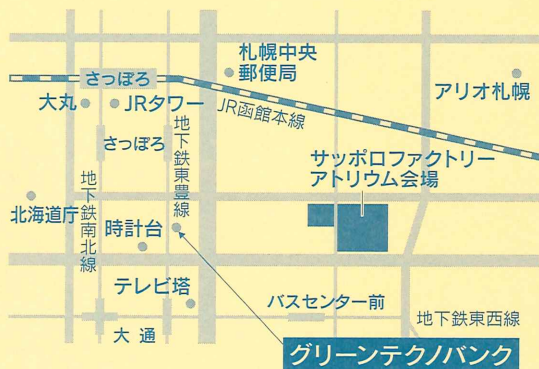 札幌中央
郵便局
さっぽろ
アリオ札幌
大丸
JRタワー
JR函館本線
さっぽろ
地下鉄東豊線
サッポロファクトリー
アトリウム会場
地下鉄南北線
北海道庁
時計台
テレビ塔
バスセンター前
大通
地下鉄東西線
グリーンテクノバンク